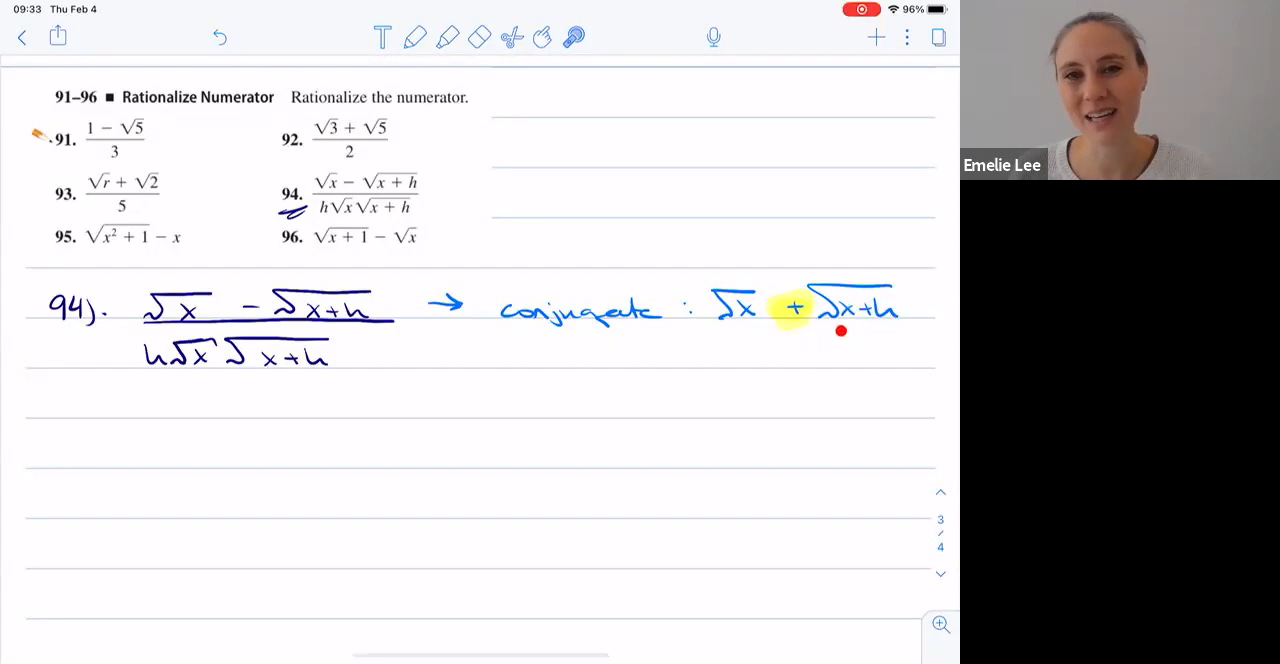 09:33 Thu Feb 4
96%
91–96 ■ Rationalize Numerator Rationalize the numerator.
91. (1 − √5)/3
92. (√3 + √5)/2
93. (√r + √2)/5
94. (√x − √(x + h))/(h√x√(x + h))
95. √(x² + 1) − x
96. √(x + 1) − √x
94). (√x − √(x+h))/(h√x √(x+h)) → conjugate : √x + √(x+h)
3
/
4
Emelie Lee